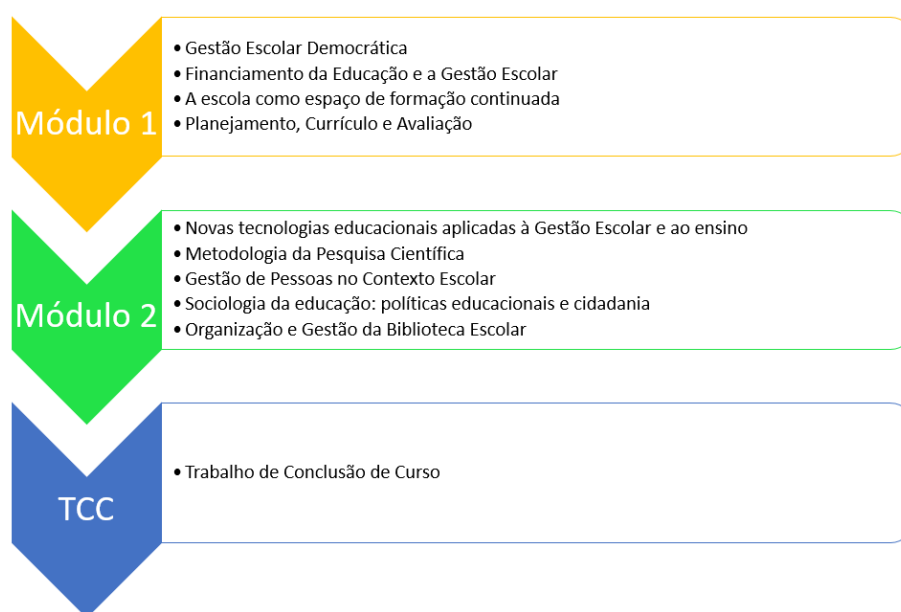 Módulo 1
• Gestão Escolar Democrática
• Financiamento da Educação e a Gestão Escolar
• A escola como espaço de formação continuada
• Planejamento, Currículo e Avaliação
Módulo 2
• Novas tecnologias educacionais aplicadas à Gestão Escolar e ao ensino
• Metodologia da Pesquisa Científica
• Gestão de Pessoas no Contexto Escolar
• Sociologia da educação: políticas educacionais e cidadania
• Organização e Gestão da Biblioteca Escolar
TCC
• Trabalho de Conclusão de Curso